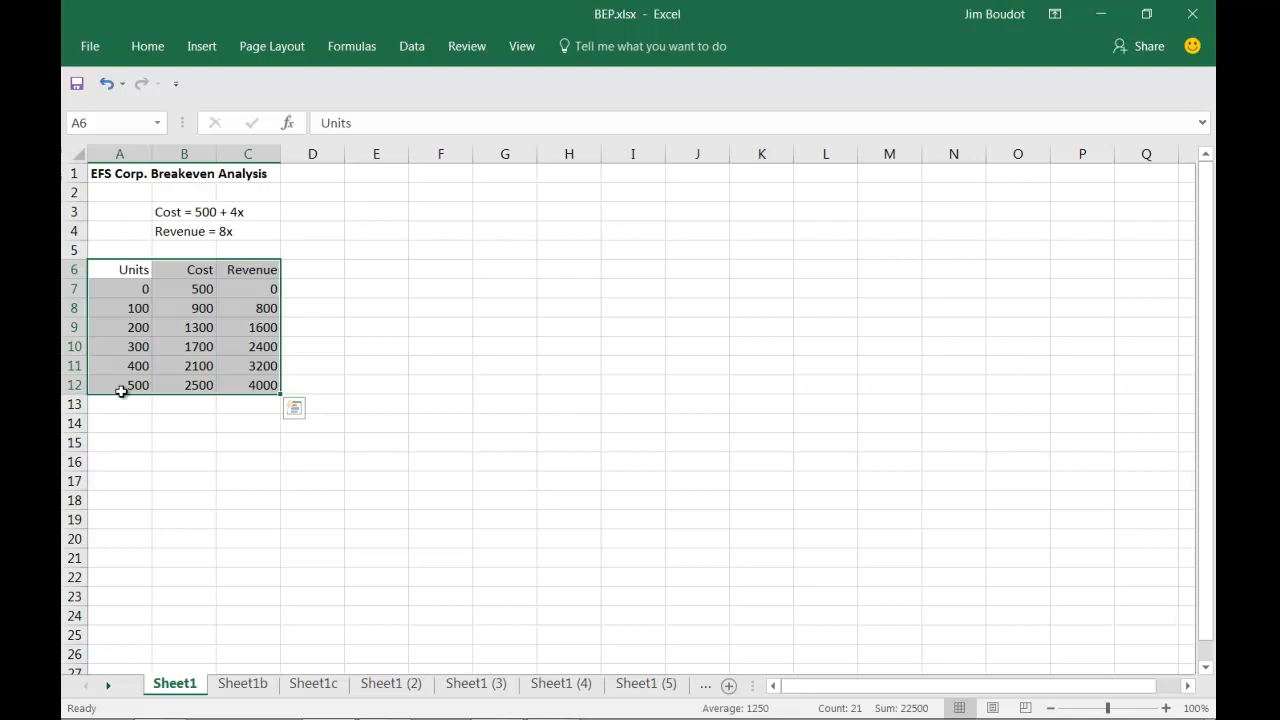 BEP.xlsx - Excel
Jim Boudot
File Home Insert Page Layout Formulas Data Review View Tell me what you want to do Share
A6 fx Units
A B C D E F G H I J K L M N O P Q
1 EFS Corp. Breakeven Analysis
2
3 Cost = 500 + 4x
4 Revenue = 8x
5
6 Units Cost Revenue
7 0 500 0
8 100 900 800
9 200 1300 1600
10 300 1700 2400
11 400 2100 3200
12 500 2500 4000
13
14
15
16
17
18
19
20
21
22
23
24
25
26
27
Sheet1 Sheet1b Sheet1c Sheet1 (2) Sheet1 (3) Sheet1 (4) Sheet1 (5) ...
Ready Average: 1250 Count: 21 Sum: 22500 100%